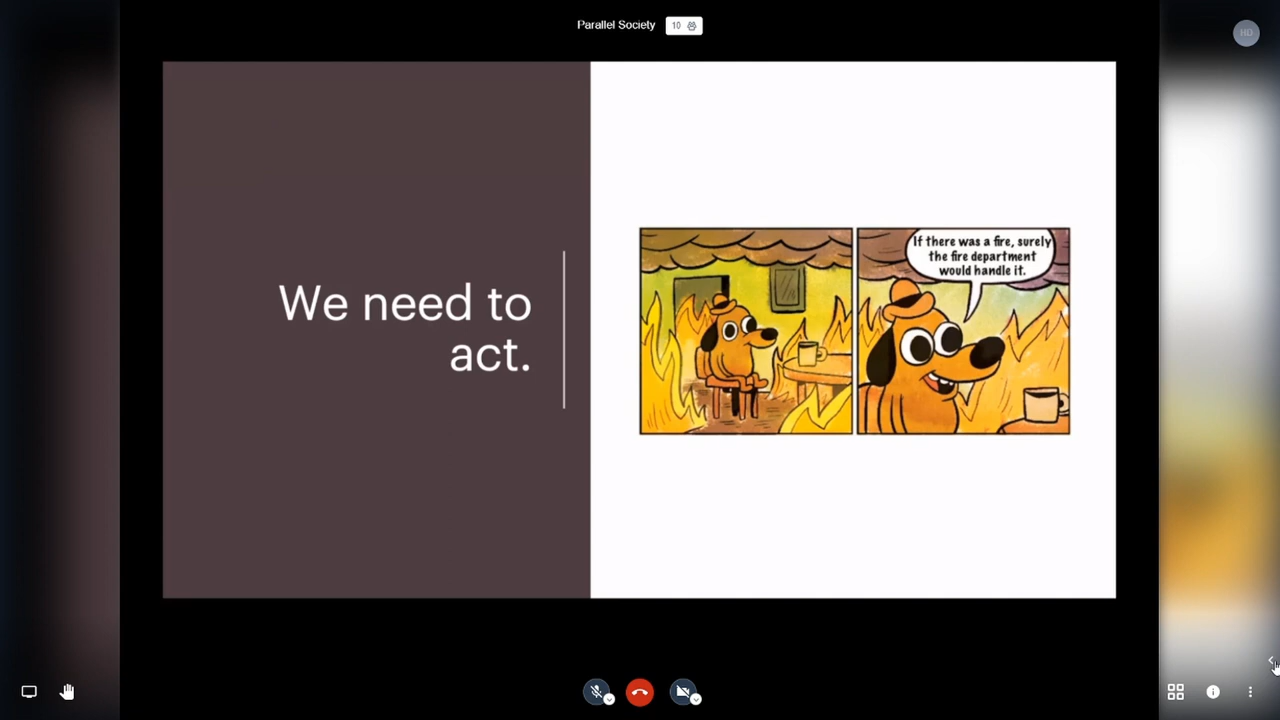 Parallel Society 10
HD
We need to
act.
If there was a fire, surely
the fire department
would handle it.